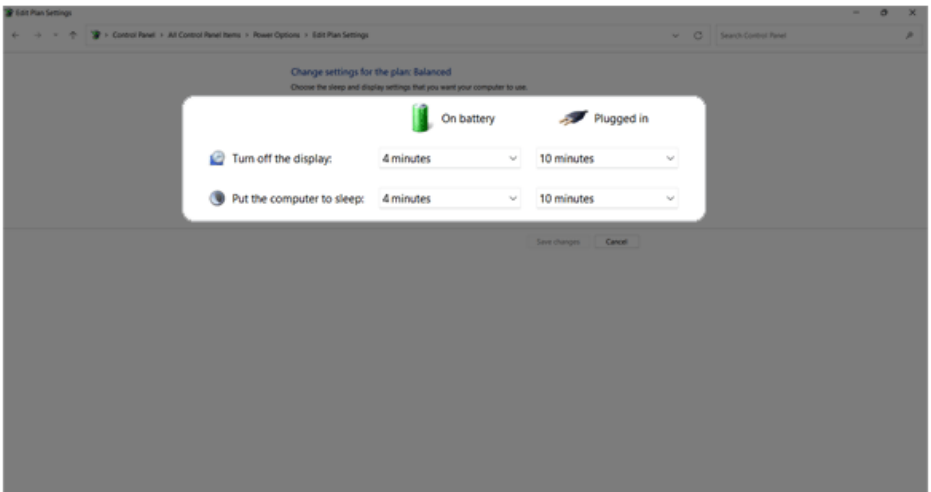 Edit Plan Settings
Control Panel > All Control Panel Items > Power Options > Edit Plan Settings
Search Control Panel
Change settings for the plan: Balanced
Choose the sleep and display settings that you want your computer to use.
On battery Plugged in
Turn off the display: 4 minutes 10 minutes
Put the computer to sleep: 4 minutes 10 minutes
Save changes Cancel